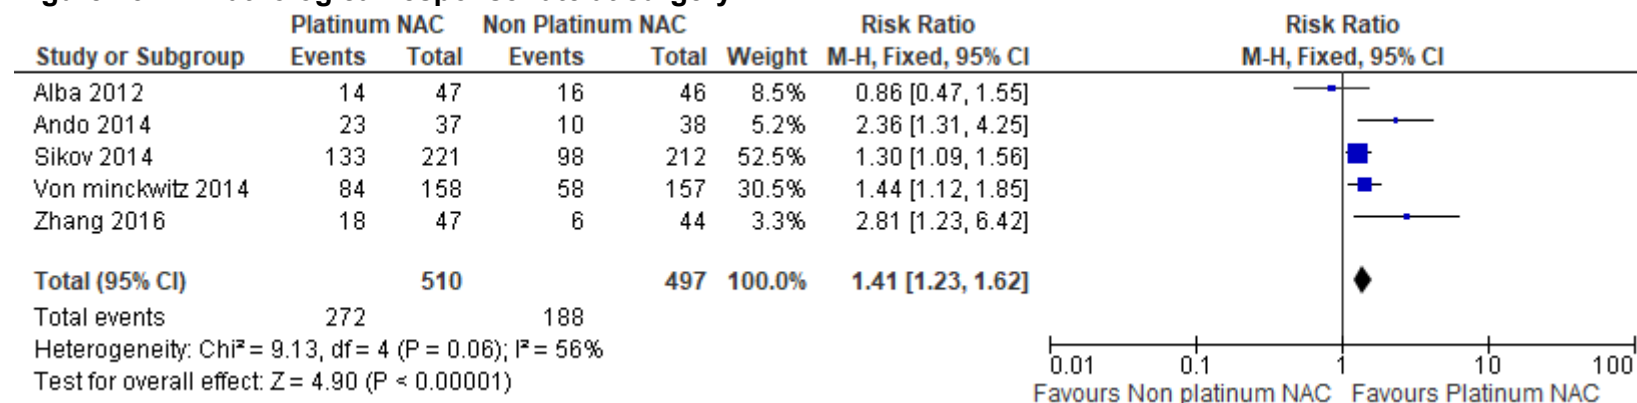 Platinum NAC Non Platinum NAC Risk Ratio Risk Ratio
Study or Subgroup Events Total Events Total Weight M-H, Fixed, 95% CI M-H, Fixed, 95% CI
Alba 2012 14 47 16 46 8.5% 0.86 [0.47, 1.55]
Ando 2014 23 37 10 38 5.2% 2.36 [1.31, 4.25]
Sikov 2014 133 221 98 212 52.5% 1.30 [1.09, 1.56]
Von minckwitz 2014 84 158 58 157 30.5% 1.44 [1.12, 1.85]
Zhang 2016 18 47 6 44 3.3% 2.81 [1.23, 6.42]
Total (95% CI) 510 497 100.0% 1.41 [1.23, 1.62]
Total events 272 188
Heterogeneity: Chi² = 9.13, df = 4 (P = 0.06); I² = 56%
Test for overall effect: Z = 4.90 (P < 0.00001)
0.01 0.1 1 10 100
Favours Non platinum NAC Favours Platinum NAC